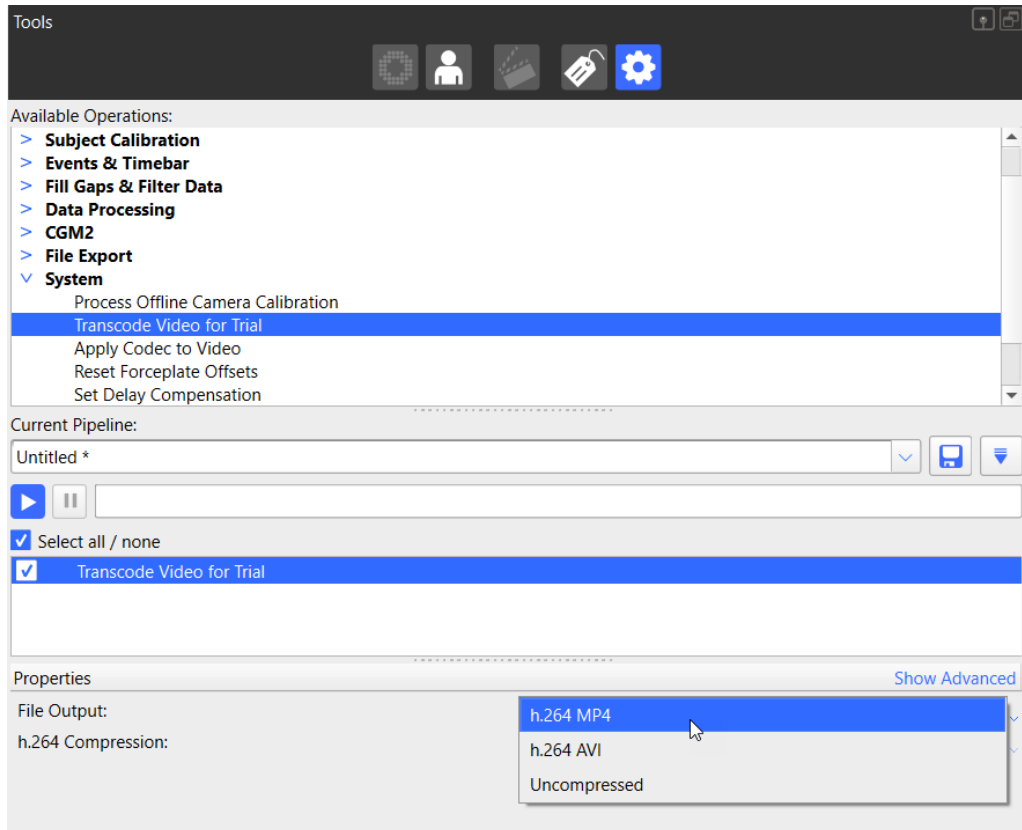 Tools
Available Operations:
> Subject Calibration
> Events & Timebar
> Fill Gaps & Filter Data
> Data Processing
> CGM2
> File Export
System
Process Offline Camera Calibration
Transcode Video for Trial
Apply Codec to Video
Reset Forceplate Offsets
Set Delay Compensation
Current Pipeline:
Untitled *
Select all / none
Transcode Video for Trial
Properties Show Advanced
File Output: h.264 MP4
h.264 Compression: h.264 AVI
Uncompressed